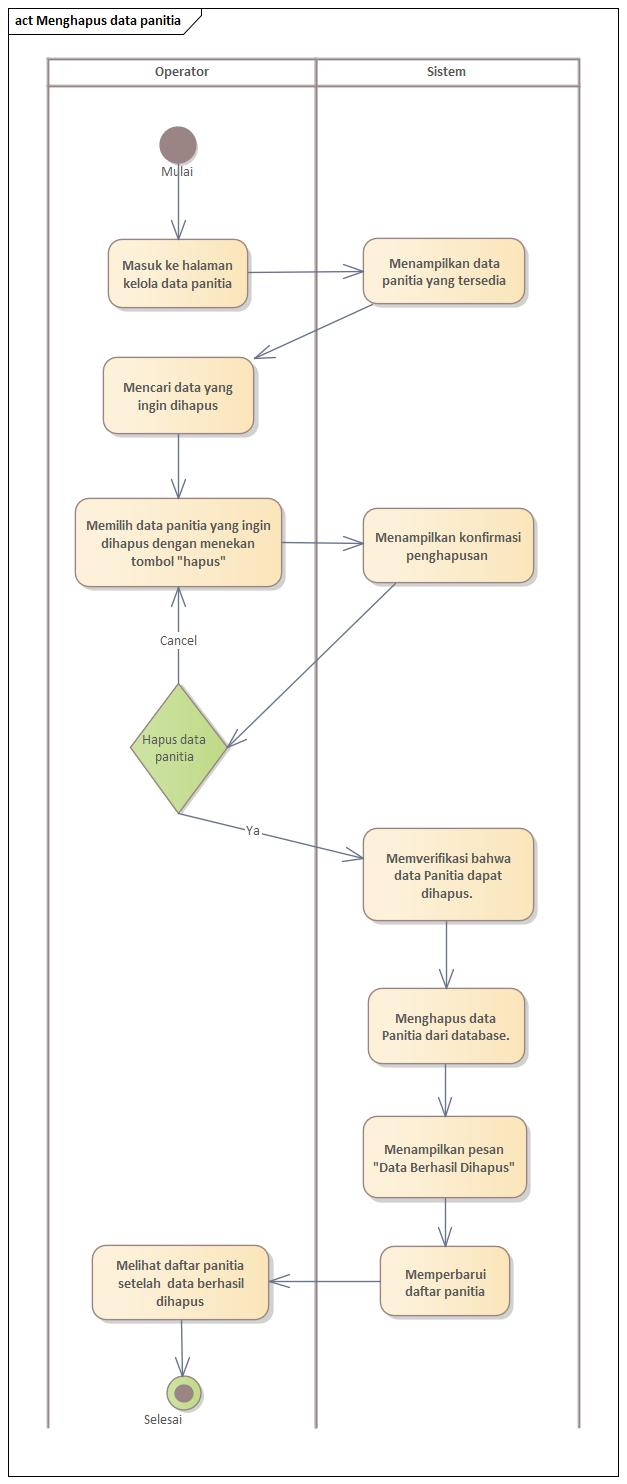 act Menghapus data panitia
Operator
Sistem
Mulai
Masuk ke halaman
kelola data panitia
Menampilkan data
panitia yang tersedia
Mencari data yang
ingin dihapus
Memilih data panitia yang ingin
dihapus dengan menekan
tombol "hapus"
Menampilkan konfirmasi
penghapusan
Cancel
Hapus data
panitia
Ya
Memverifikasi bahwa
data Panitia dapat
dihapus.
Menghapus data
Panitia dari database.
Menampilkan pesan
"Data Berhasil Dihapus"
Memperbarui
daftar panitia
Melihat daftar panitia
setelah data berhasil
dihapus
Selesai